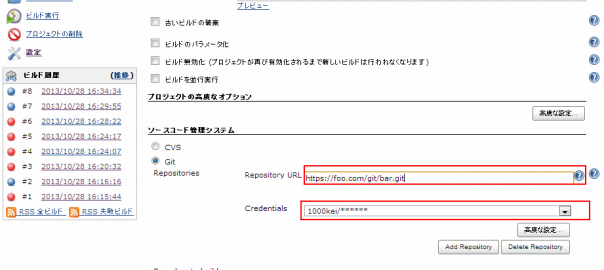 プレビュー
ビルド実行
プロジェクトの削除
設定
ビルド履歴 (推移)
#8 2013/10/28 16:34:34
#7 2013/10/28 16:29:55
#6 2013/10/28 16:28:22
#5 2013/10/28 16:24:17
#4 2013/10/28 16:24:07
#3 2013/10/28 16:20:32
#2 2013/10/28 16:16:16
#1 2013/10/28 16:15:44
RSS 全ビルド RSS 失敗ビルド
古いビルドの破棄
ビルドのパラメータ化
ビルド無効化 (プロジェクトが再び有効化されるまで新しいビルドは行われなくなります)
ビルドを並行実行
プロジェクトの高度なオプション
高度な設定...
ソースコード管理システム
CVS
Git
Repositories
Repository URL https://foo.com/git/bar.git
Credentials 1000kei/******
高度な設定...
Add Repository Delete Repository